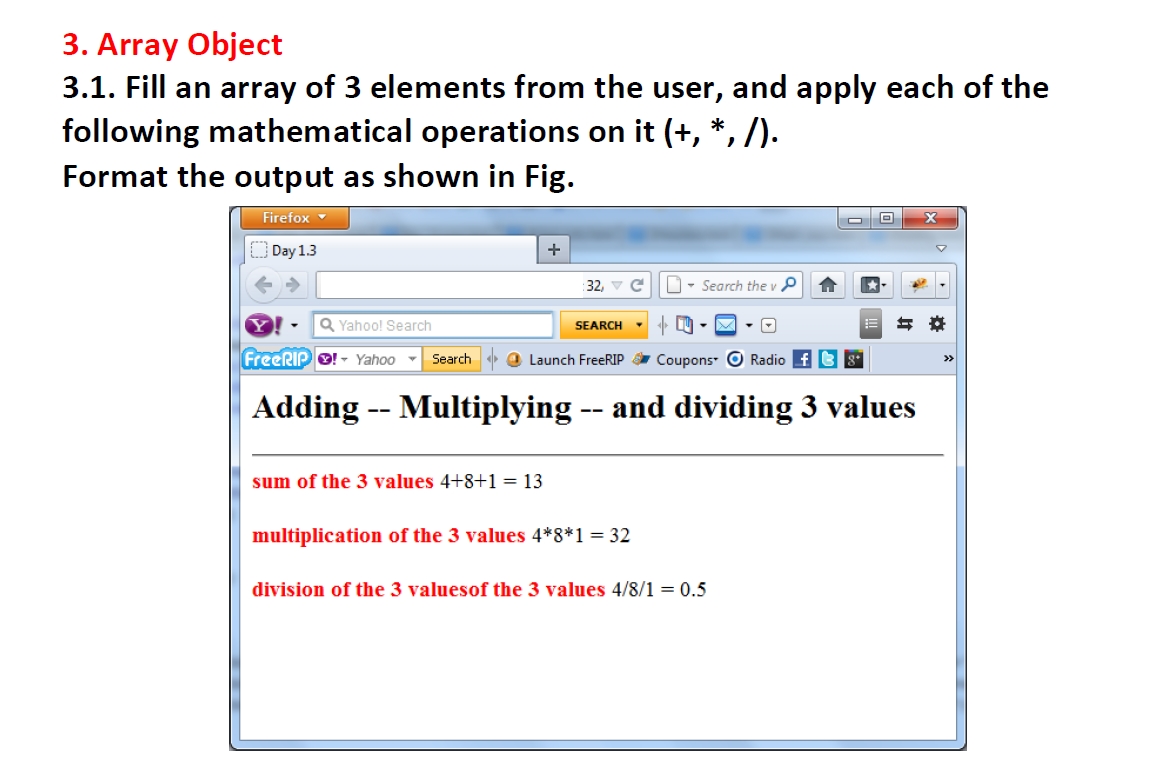 3. Array Object
3.1. Fill an array of 3 elements from the user, and apply each of the
following mathematical operations on it (+, *, /).
Format the output as shown in Fig.
Firefox
Day 1.3
+
32, Search the v
Y! Yahoo! Search SEARCH
FreeRIP Y! Yahoo Search Launch FreeRIP Coupons Radio f g+ »
Adding -- Multiplying -- and dividing 3 values
sum of the 3 values 4+8+1 = 13
multiplication of the 3 values 4*8*1 = 32
division of the 3 valuesof the 3 values 4/8/1 = 0.5